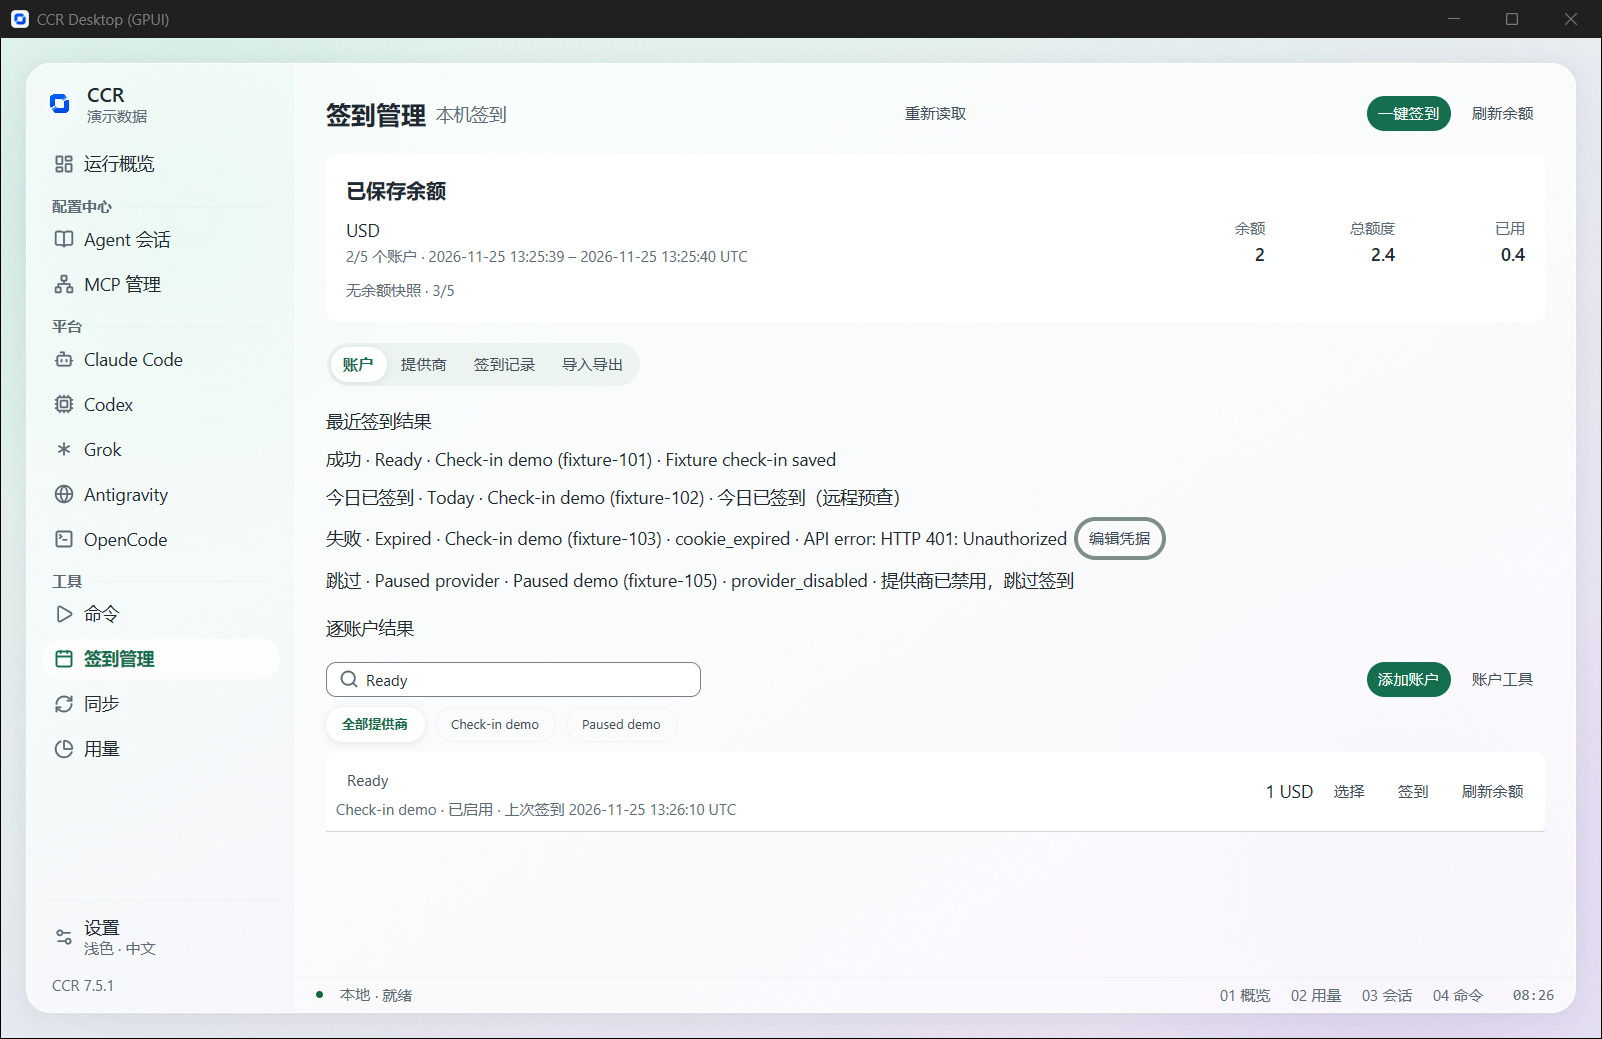 CCR Desktop (GPUI)
CCR
演示数据
运行概览
配置中心
Agent 会话
MCP 管理
平台
Claude Code
Codex
Grok
Antigravity
OpenCode
工具
命令
签到管理
同步
用量
设置
浅色 · 中文
CCR 7.5.1
签到管理 本机签到 重新读取 一键签到 刷新余额
已保存余额
USD
2/5 个账户 · 2026-11-25 13:25:39 – 2026-11-25 13:25:40 UTC
无余额快照 · 3/5
余额 总额度 已用
2 2.4 0.4
账户 提供商 签到记录 导入导出
最近签到结果
成功 · Ready · Check-in demo (fixture-101) · Fixture check-in saved
今日已签到 · Today · Check-in demo (fixture-102) · 今日已签到（远程预查）
失败 · Expired · Check-in demo (fixture-103) · cookie_expired · API error: HTTP 401: Unauthorized 编辑凭据
跳过 · Paused provider · Paused demo (fixture-105) · provider_disabled · 提供商已禁用，跳过签到
逐账户结果
Ready 添加账户 账户工具
全部提供商 Check-in demo Paused demo
Ready
Check-in demo · 已启用 · 上次签到 2026-11-25 13:26:10 UTC
1 USD 选择 签到 刷新余额
本地 · 就绪 01 概览 02 用量 03 会话 04 命令 08:26